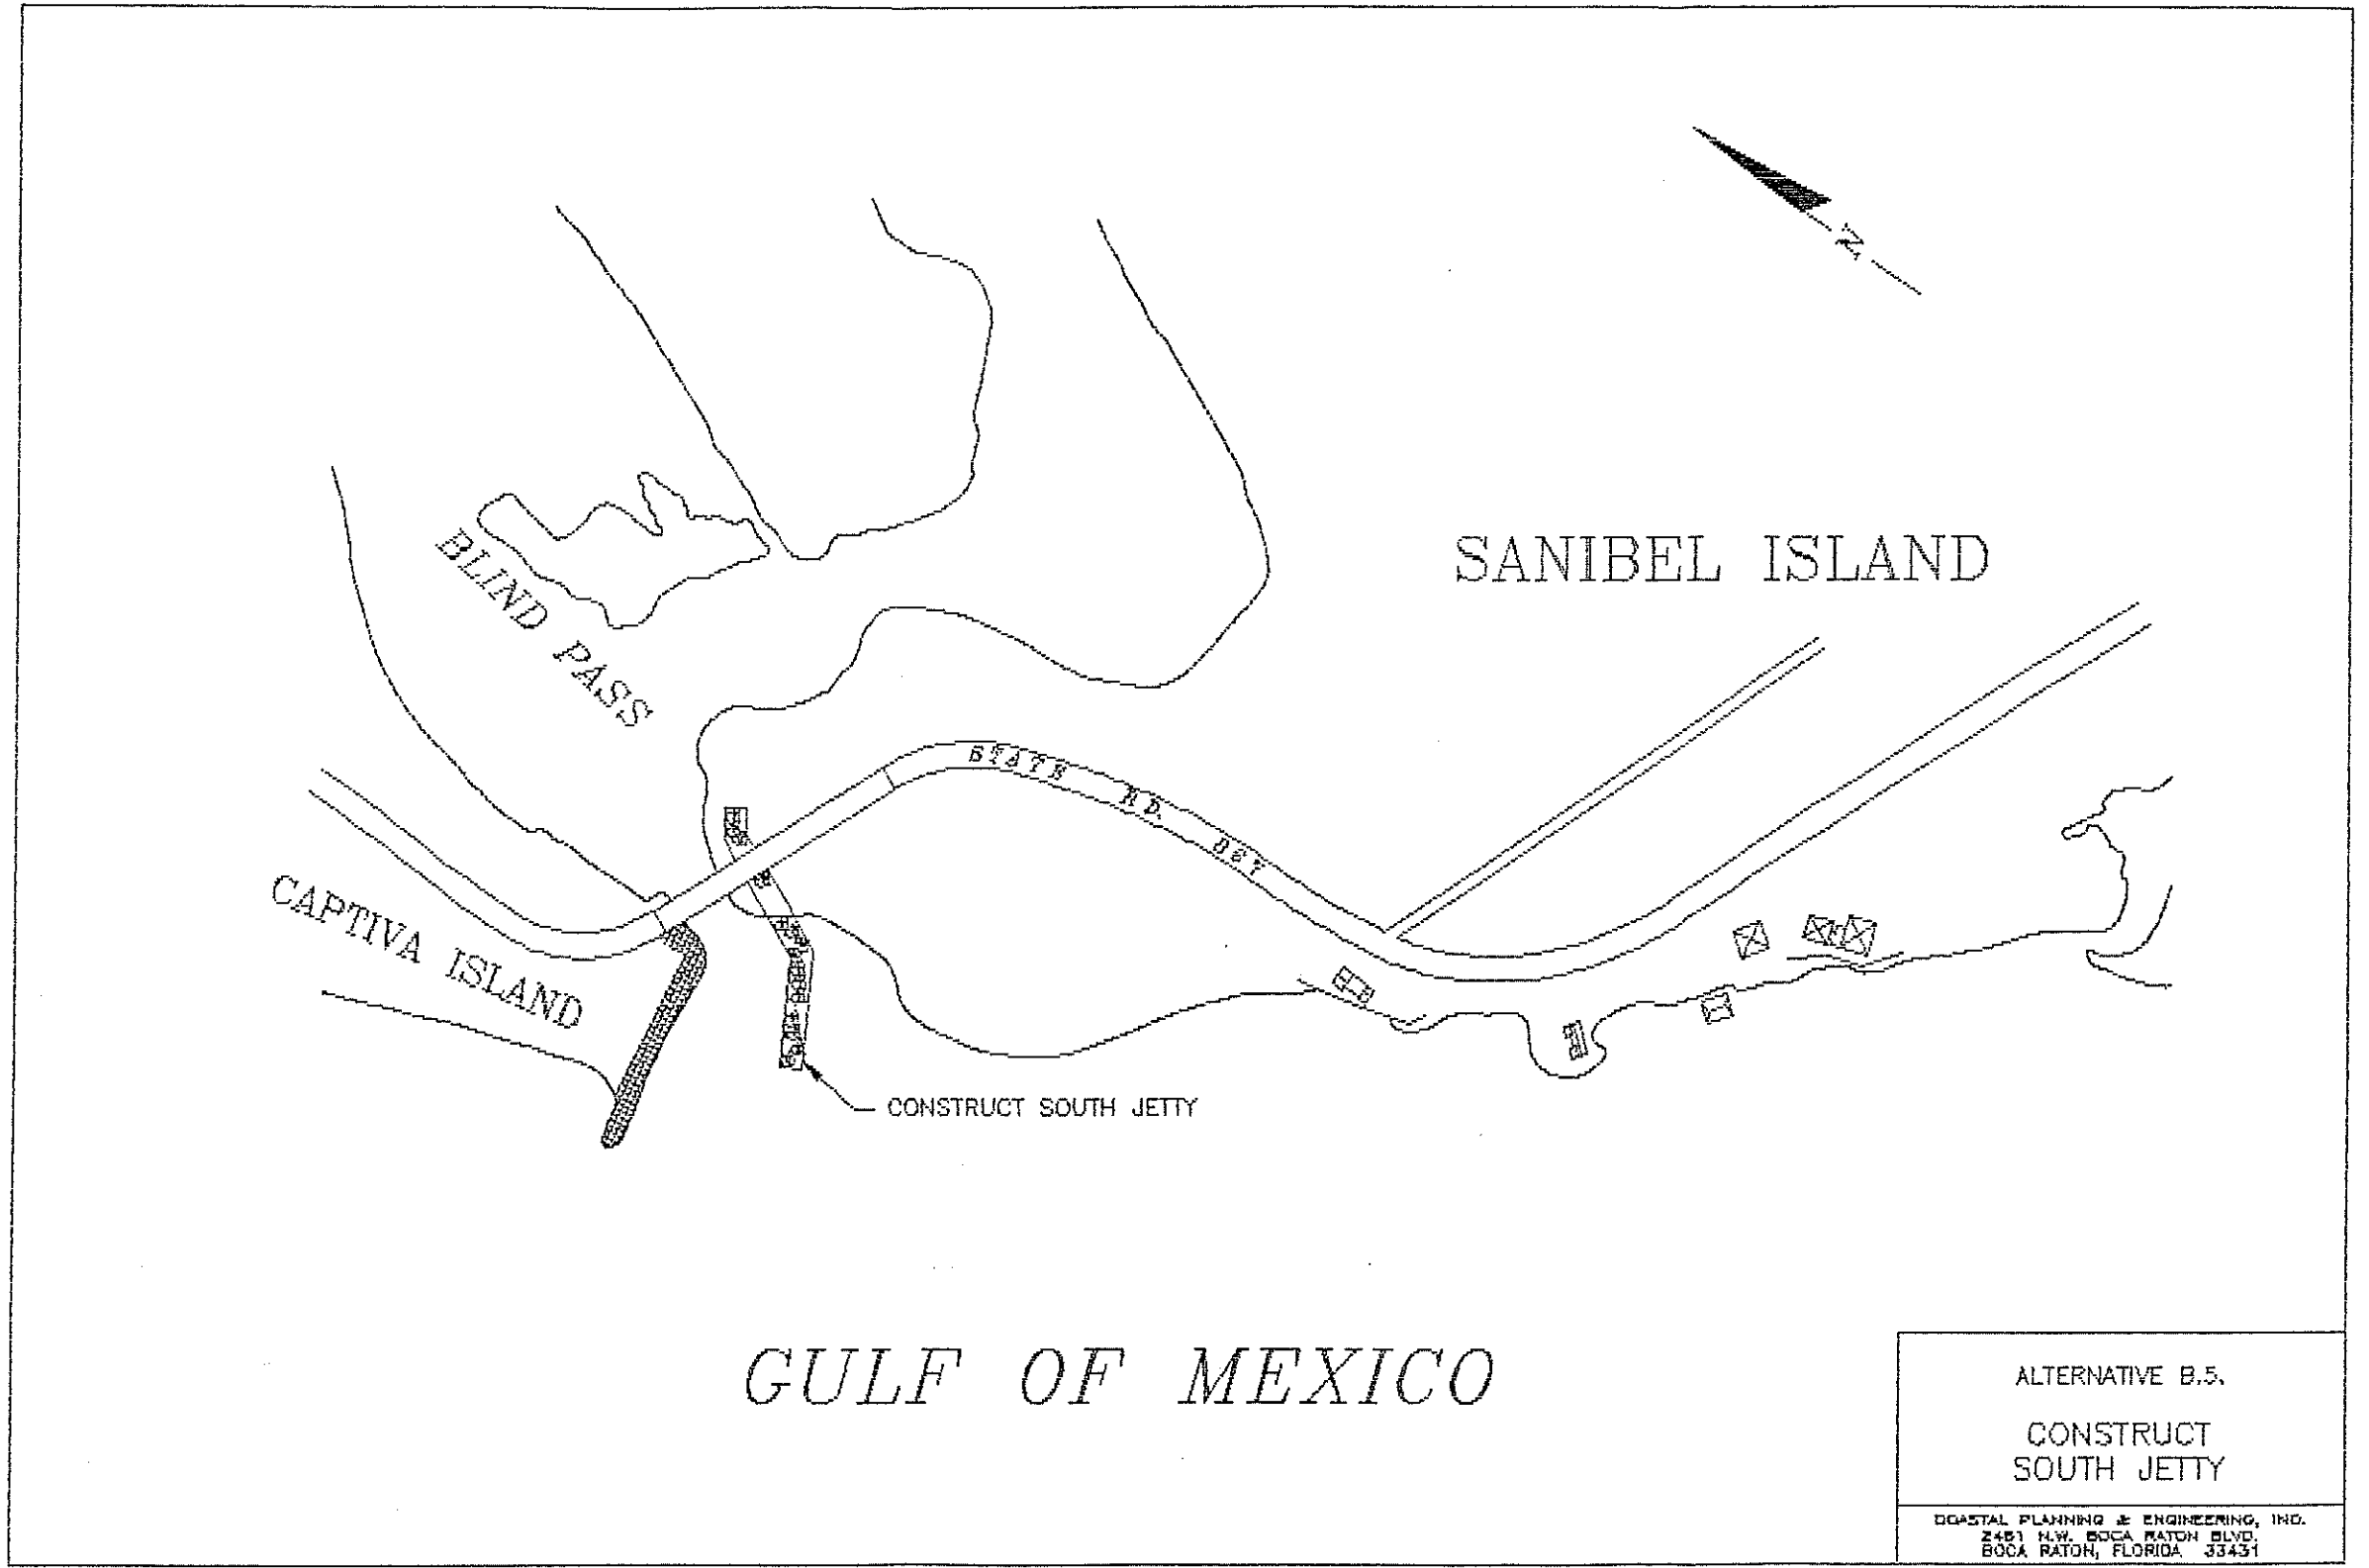 N
SANIBEL ISLAND
BLIND PASS
STATE RD. 867
CAPTIVA ISLAND
CONSTRUCT SOUTH JETTY
GULF OF MEXICO
ALTERNATIVE B.5.
CONSTRUCT
SOUTH JETTY
COASTAL PLANNING & ENGINEERING, INC.
2481 N.W. BOCA RATON BLVD.
BOCA RATON, FLORIDA 33431